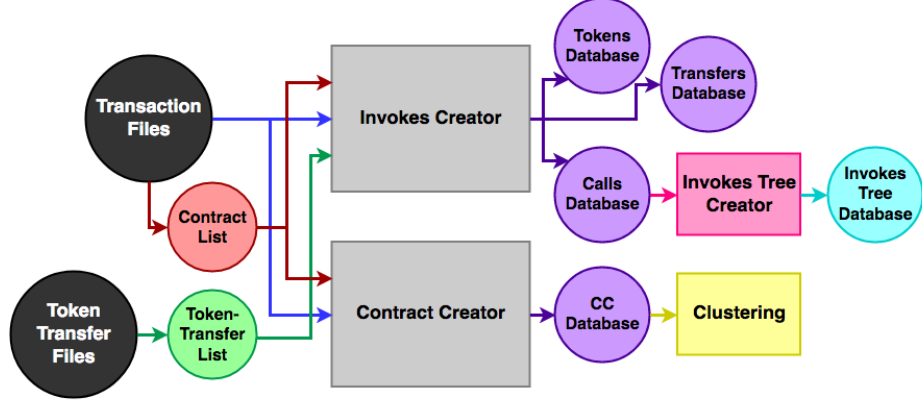 Transaction
Files
Contract
List
Token
Transfer
Files
Token-
Transfer
List
Invokes Creator
Contract Creator
Tokens
Database
Transfers
Database
Calls
Database
Invokes Tree
Creator
Invokes
Tree
Database
CC
Database
Clustering